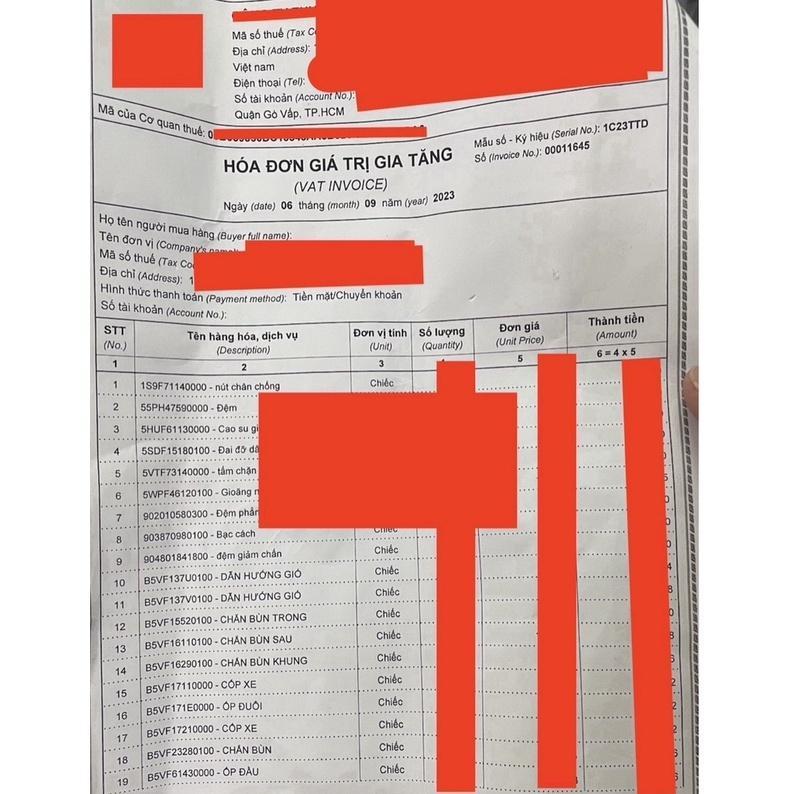 Mã số thuế (Tax C
Địa chỉ (Address):
Việt nam
Điện thoại (Tel):
Số tài khoản (Account No.):
Quận Gò Vấp, TP.HCM
Mã của Cơ quan thuế: 0
HÓA ĐƠN GIÁ TRỊ GIA TĂNG
(VAT INVOICE)
Ngày (date) 06 tháng (month) 09 năm (year) 2023
Mẫu số - Ký hiệu (Serial No.): 1C23TTD
Số (Invoice No.): 00011645
Họ tên người mua hàng (Buyer full name):
Tên đơn vị (Company's name):
Mã số thuế (Tax Co
Địa chỉ (Address): 1
Hình thức thanh toán (Payment method): Tiền mặt/Chuyển khoản
Số tài khoản (Account No.):
STT (No.) Tên hàng hóa, dịch vụ (Description) Đơn vị tính (Unit) Số lượng (Quantity) Đơn giá (Unit Price) Thành tiền (Amount)
1 2 3 5 6 = 4 x 5
1 1S9F71140000 - nút chân chống Chiếc
2 55PH47590000 - Đệm
3 5HUF61130000 - Cao su gi
4 5SDF15180100 - Đai đỡ
5 5VTF73140000 - tấm chặn
6 5WPF46120100 - Gioăng
7 902010580300 - Đệm phẳn
8 903870980100 - Bạc cách Chiếc
9 904801841800 - đệm giảm chấn Chiếc
10 B5VF137U0100 - DẪN HƯỚNG GIÓ Chiếc
11 B5VF137V0100 - DẪN HƯỚNG GIÓ Chiếc
12 B5VF15520100 - CHẮN BÙN TRONG Chiếc
13 B5VF16110100 - CHẮN BÙN SAU Chiếc
14 B5VF16290100 - CHẮN BÙN KHUNG Chiếc
15 B5VF17110000 - CỐP XE Chiếc
16 B5VF171E0000 - ỐP ĐUÔI Chiếc
17 B5VF17210000 - CỐP XE Chiếc
18 B5VF23280100 - CHẮN BÙN Chiếc
19 B5VF61430000 - ỐP ĐẦU Chiếc